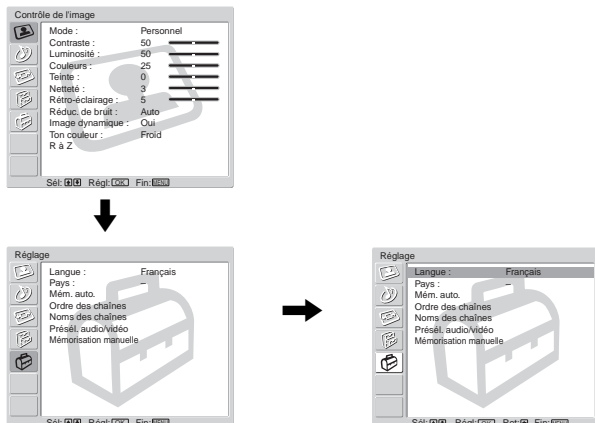 Contrôle de l'image
Mode : Personnel
Contraste : 50
Luminosité : 50
Couleurs : 25
Teinte : 0
Netteté : 3
Rétro-éclairage : 5
Réduc. de bruit : Auto
Image dynamique : Oui
Ton couleur : Froid
R à Z
Sél: Régl: OK Fin: MENU
Réglage
Langue : Français
Pays : –
Mém. auto.
Ordre des chaînes
Noms des chaînes
Présél. audio/vidéo
Mémorisation manuelle
Sél: Régl: OK Fin: MENU
Réglage
Langue : Français
Pays : –
Mém. auto.
Ordre des chaînes
Noms des chaînes
Présél. audio/vidéo
Mémorisation manuelle
Sél: Régl: OK Ret: Fin: MENU